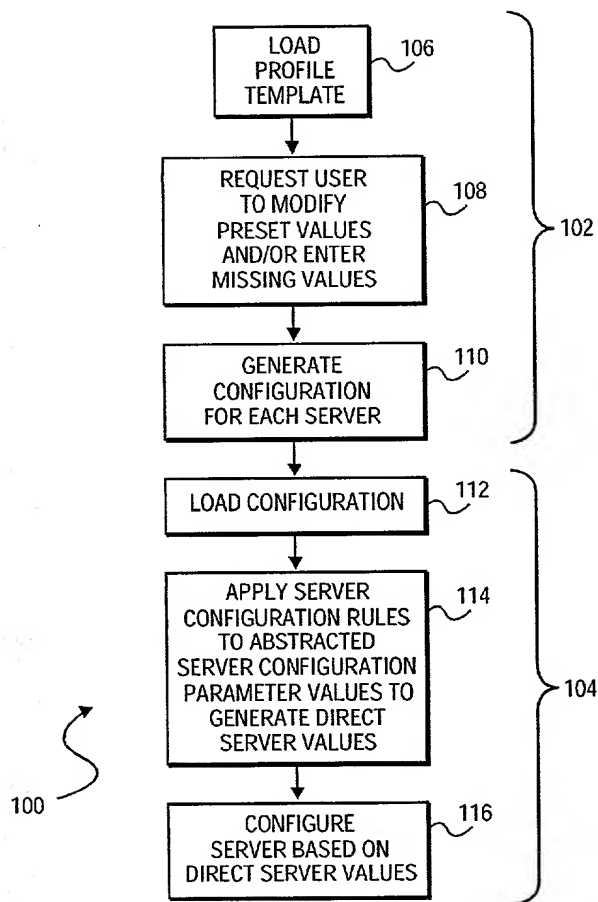 LOAD
PROFILE
TEMPLATE
106
REQUEST USER
TO MODIFY
PRESET VALUES
AND/OR ENTER
MISSING VALUES
108
102
GENERATE
CONFIGURATION
FOR EACH SERVER
110
LOAD CONFIGURATION
112
APPLY SERVER
CONFIGURATION RULES
TO ABSTRACTED
SERVER CONFIGURATION
PARAMETER VALUES TO
GENERATE DIRECT
SERVER VALUES
114
104
100
CONFIGURE
SERVER BASED ON
DIRECT SERVER VALUES
116